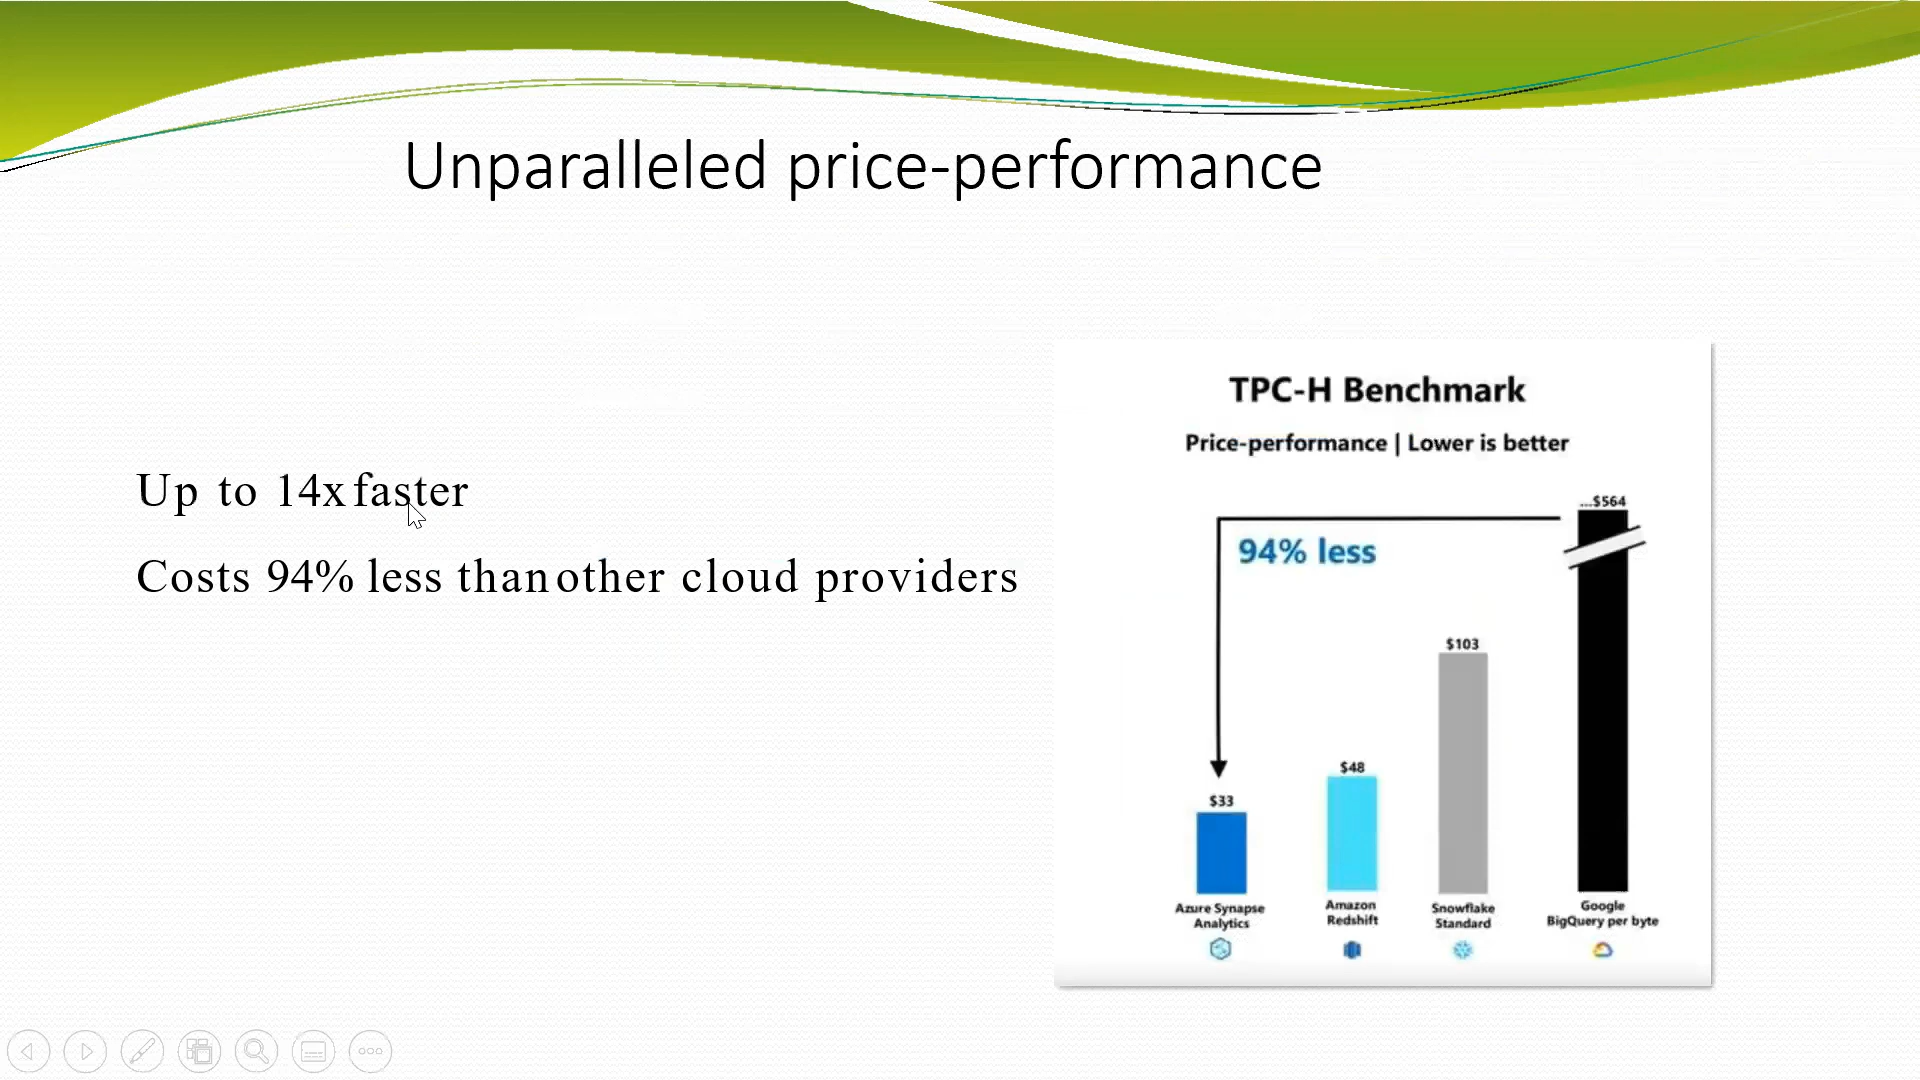 Unparalleled price-performance
Up to 14x faster
Costs 94% less than other cloud providers
TPC-H Benchmark
Price-performance | Lower is better
...$564
94% less
$103
$48
$33
Azure Synapse
Analytics
Amazon
Redshift
Snowflake
Standard
Google
BigQuery per byte